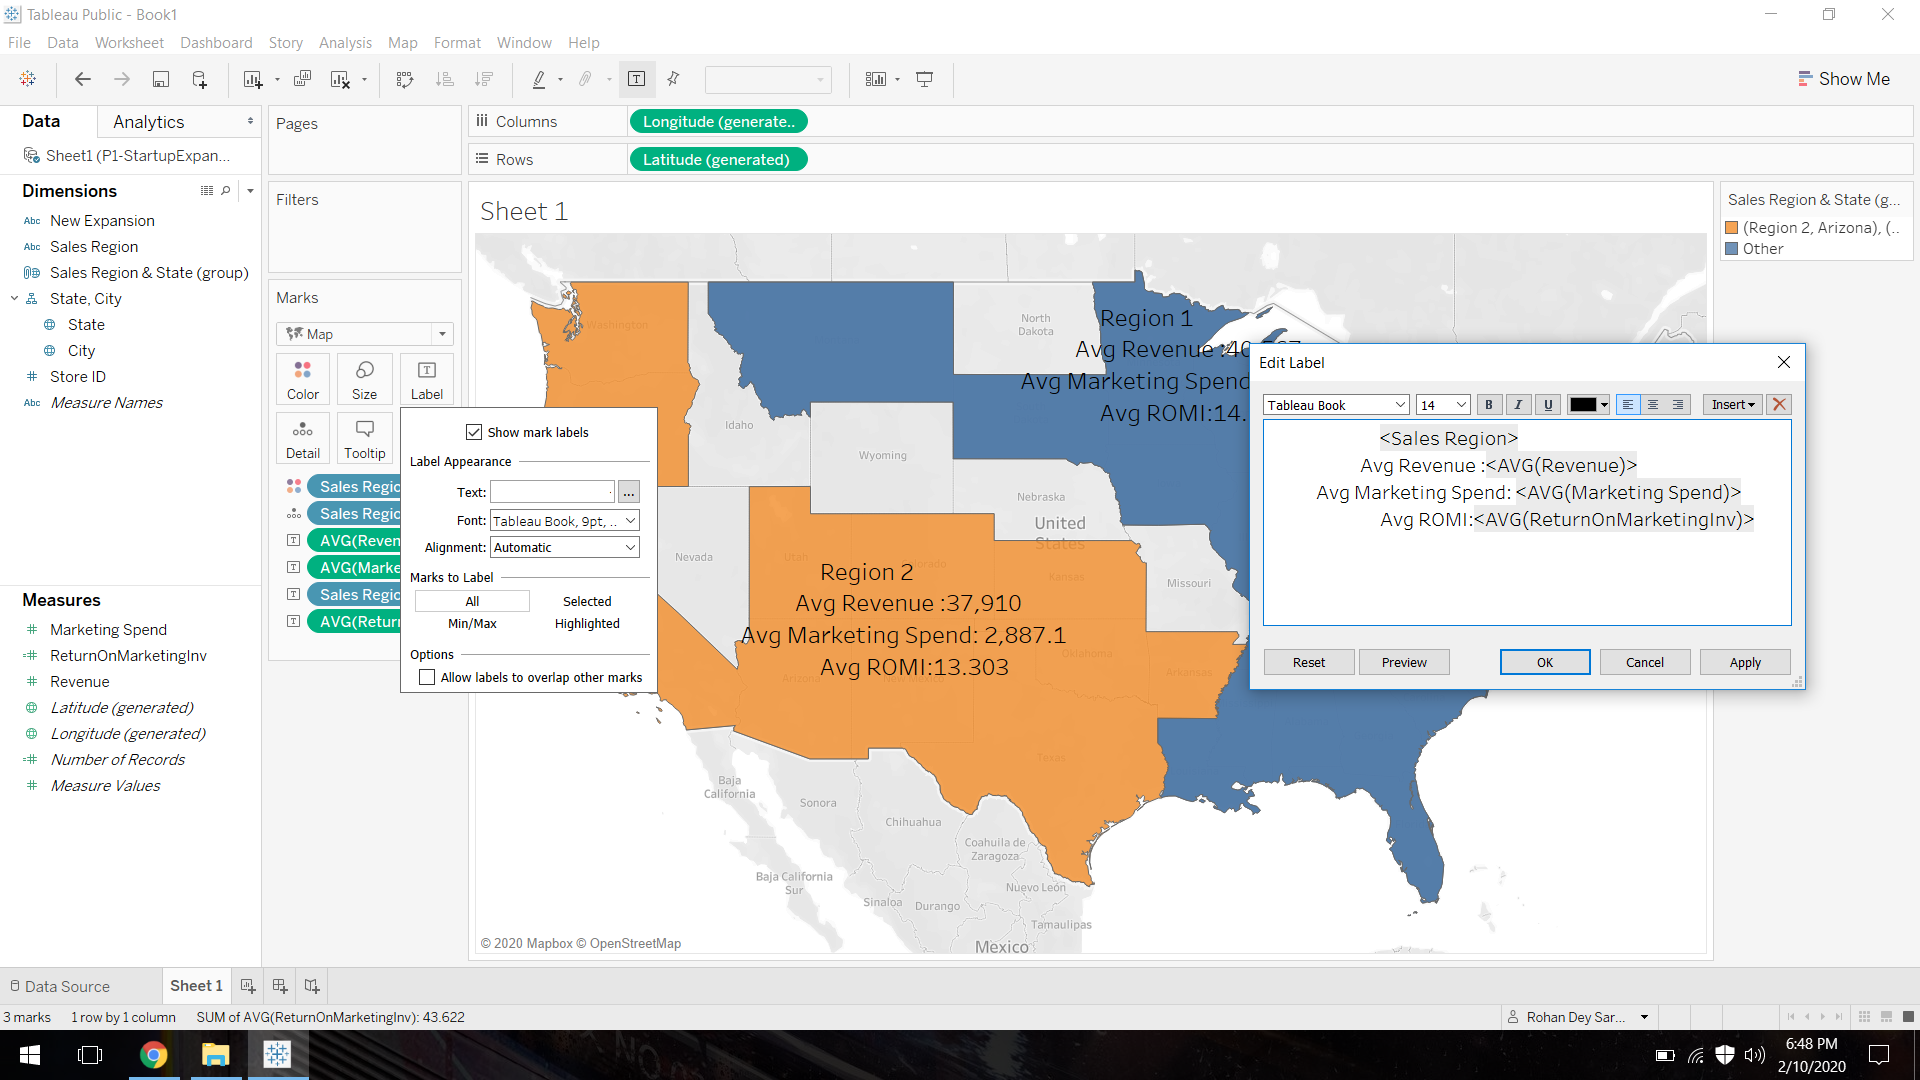 Tableau Public - Book1
File Data Worksheet Dashboard Story Analysis Map Format Window Help
Show Me
Data Analytics
Sheet1 (P1-StartupExpan...
Dimensions
Abc New Expansion
Abc Sales Region
Sales Region & State (group)
State, City
State
City
# Store ID
Abc Measure Names
Measures
# Marketing Spend
=# ReturnOnMarketingInv
# Revenue
Latitude (generated)
Longitude (generated)
=# Number of Records
# Measure Values
Pages
Filters
Marks
Map
Color Size Label
Detail Tooltip
Sales Regic
Sales Regic
AVG(Reven
AVG(Marke
Sales Regic
AVG(Returi
Show mark labels
Label Appearance
Text: ...
Font: Tableau Book, 9pt, ..
Alignment: Automatic
Marks to Label
All Selected
Min/Max Highlighted
Options
Allow labels to overlap other marks
Columns Longitude (generate..
Rows Latitude (generated)
Sheet 1
Washington
North
Dakota
Idaho
Wyoming
Nebraska
United
States
Nevada
Utah
Colorado
Kansas
Missouri
Oklahoma
Arizona
New Mexico
Arkansas
Texas
Region 1
Avg Revenue :40,567
Avg Marketing Spend
Avg ROMI:14.
Region 2
Avg Revenue :37,910
Avg Marketing Spend: 2,887.1
Avg ROMI:13.303
Baja
California
Sonora
Chihuahua
Coahuila de
Zaragoza
Baja California
Sur
Sinaloa
Durango
Nuevo León
Tamaulipas
Mexico
© 2020 Mapbox © OpenStreetMap
Sales Region & State (g...
(Region 2, Arizona), (..
Other
Edit Label
Tableau Book 14 B I U Insert
<Sales Region>
Avg Revenue :<AVG(Revenue)>
Avg Marketing Spend: <AVG(Marketing Spend)>
Avg ROMI:<AVG(ReturnOnMarketingInv)>
Reset Preview OK Cancel Apply
Data Source Sheet 1
3 marks 1 row by 1 column SUM of AVG(ReturnOnMarketingInv): 43.622
Rohan Dey Sar...
6:48 PM
2/10/2020